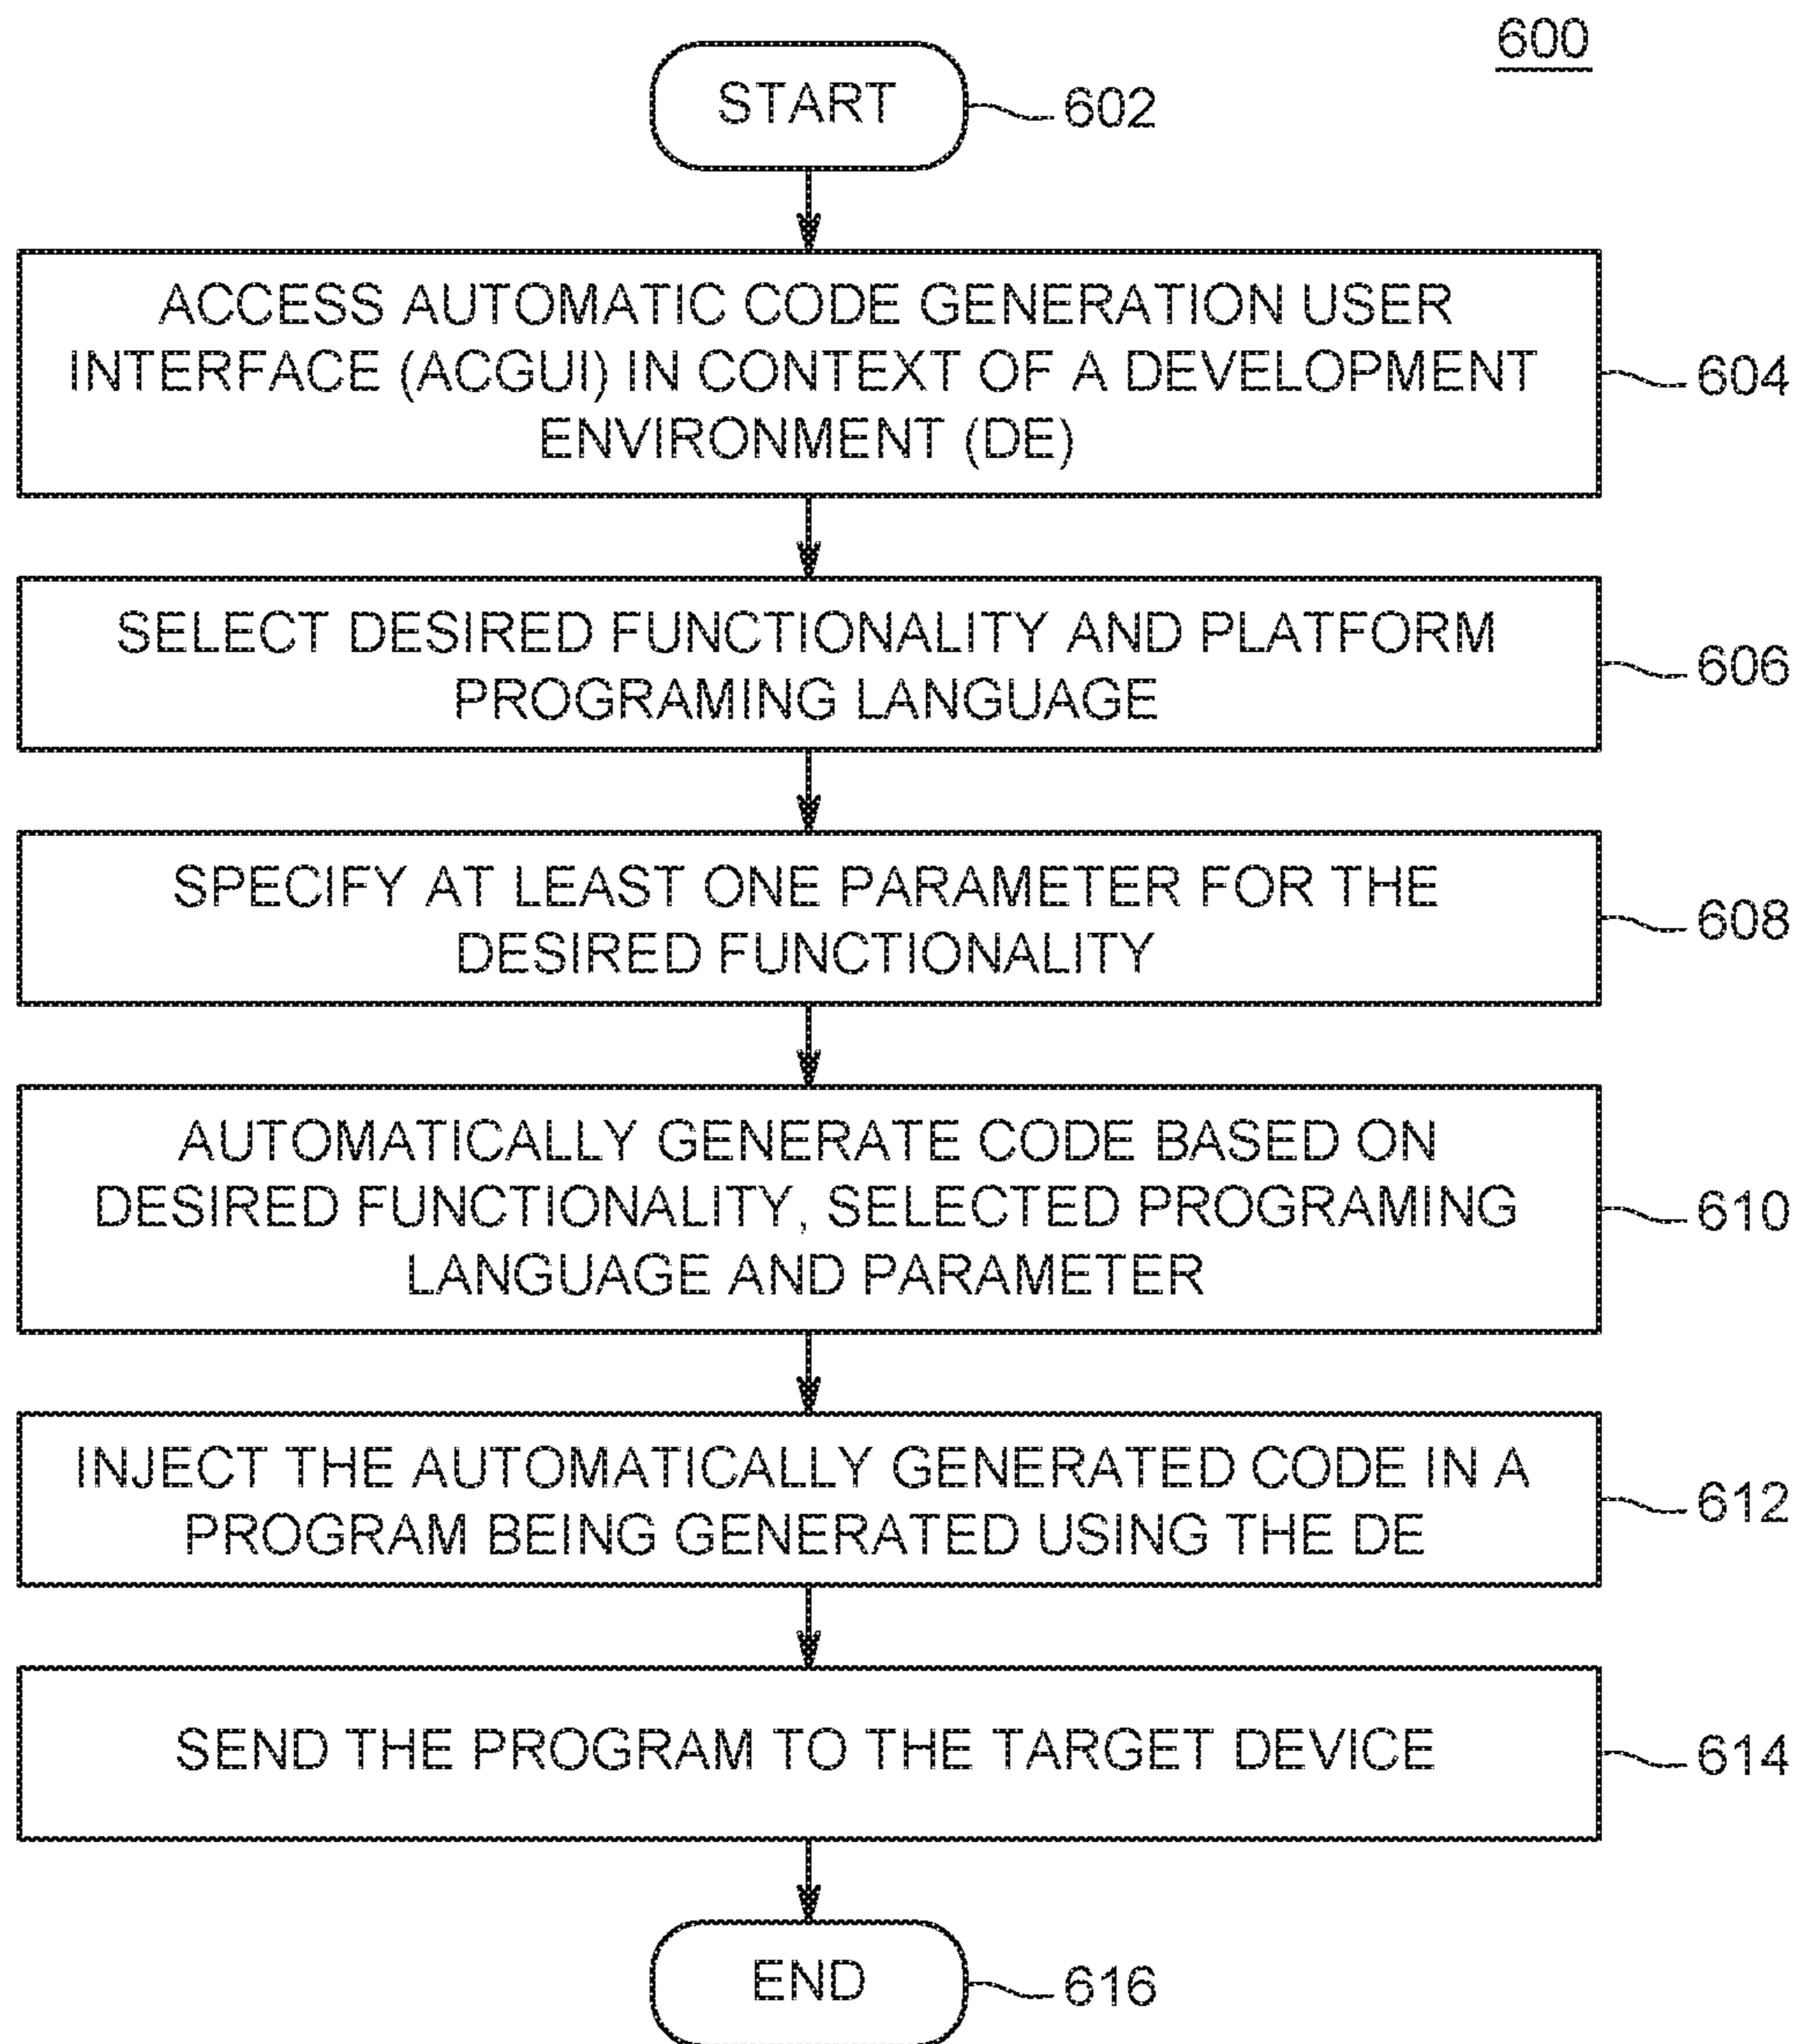 600
START
602
ACCESS AUTOMATIC CODE GENERATION USER
INTERFACE (ACGUI) IN CONTEXT OF A DEVELOPMENT
ENVIRONMENT (DE)
604
SELECT DESIRED FUNCTIONALITY AND PLATFORM
PROGRAMING LANGUAGE
606
SPECIFY AT LEAST ONE PARAMETER FOR THE
DESIRED FUNCTIONALITY
608
AUTOMATICALLY GENERATE CODE BASED ON
DESIRED FUNCTIONALITY, SELECTED PROGRAMING
LANGUAGE AND PARAMETER
610
INJECT THE AUTOMATICALLY GENERATED CODE IN A
PROGRAM BEING GENERATED USING THE DE
612
SEND THE PROGRAM TO THE TARGET DEVICE
614
END
616